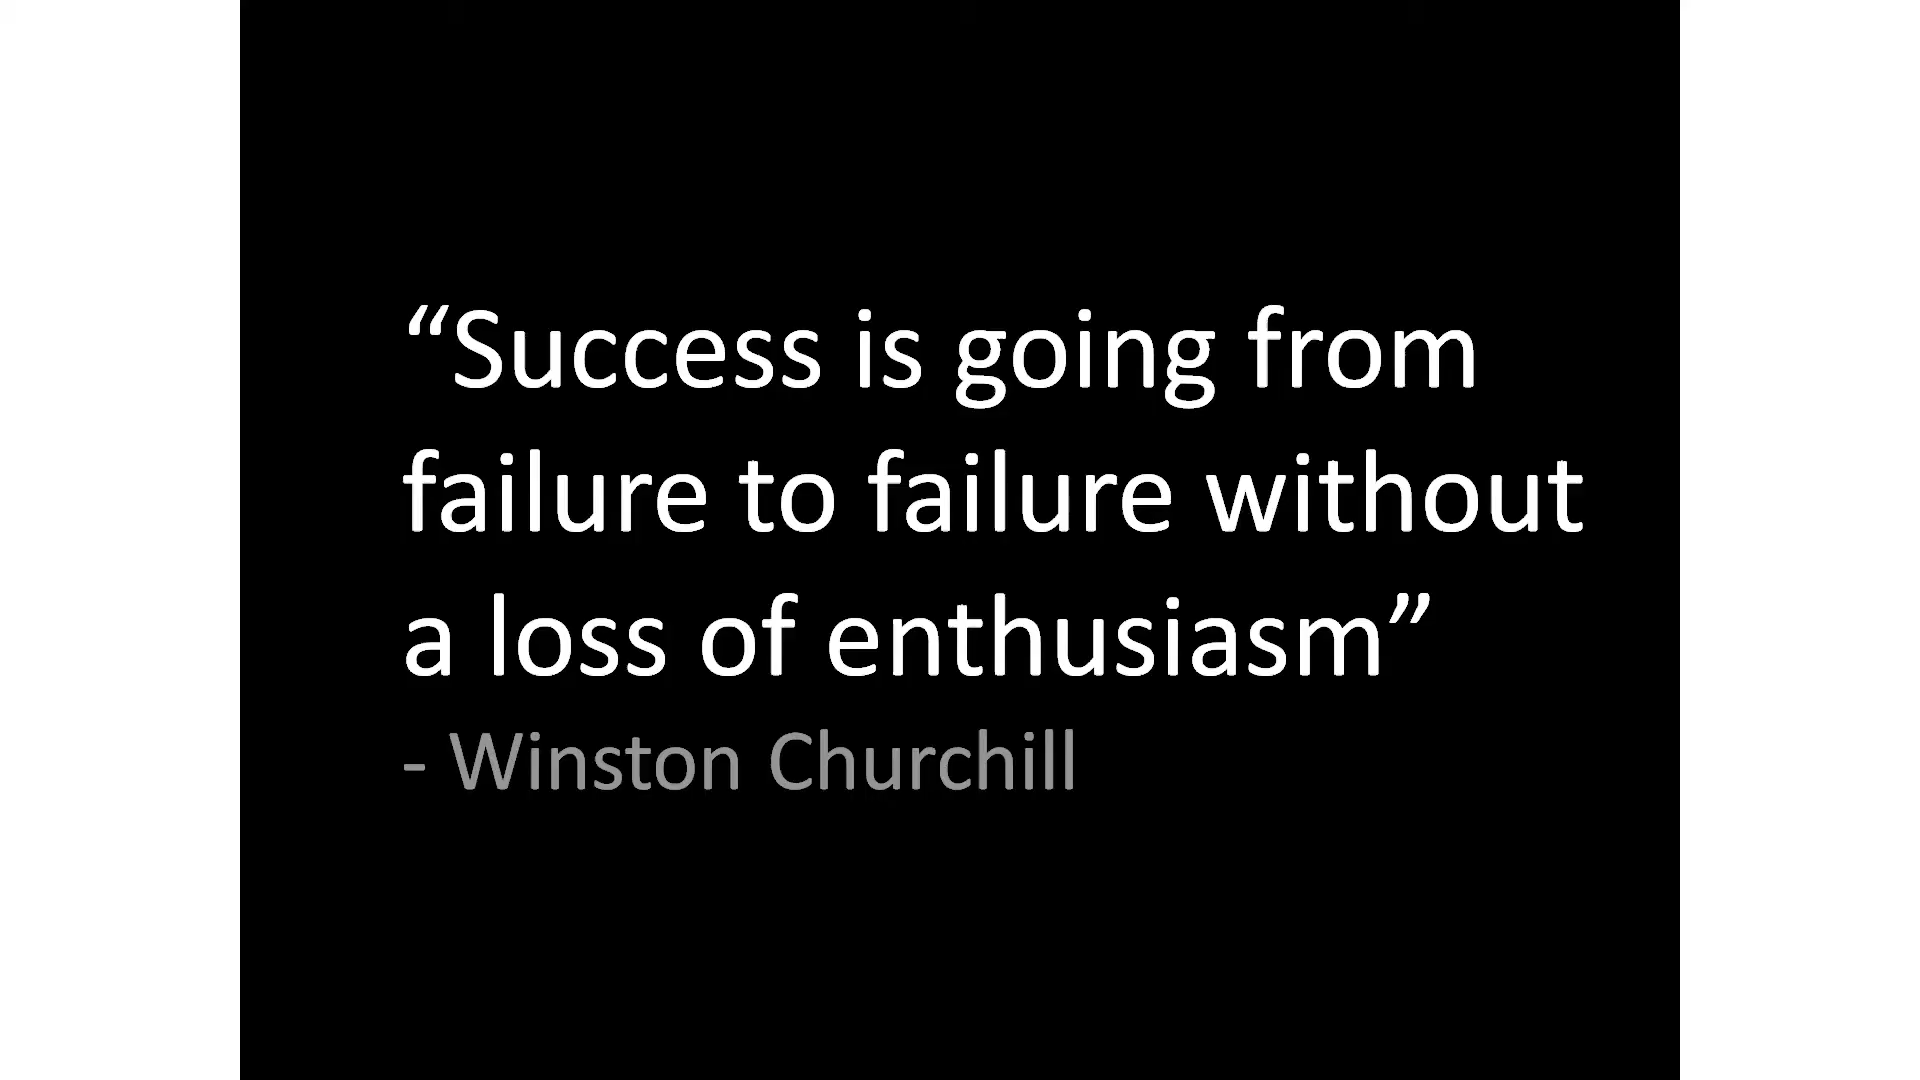 “Success is going from
failure to failure without
a loss of enthusiasm”
- Winston Churchill